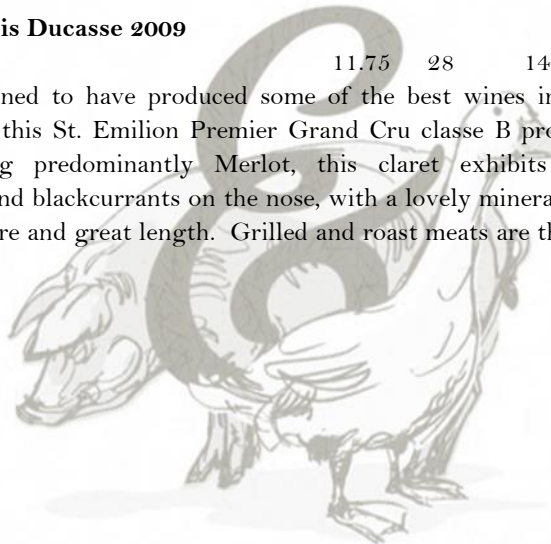 is Ducasse 2009
11.75 28 14
ned to have produced some of the best wines in
this St. Emilion Premier Grand Cru classe B pre
g predominantly Merlot, this claret exhibits
nd blackcurrants on the nose, with a lovely minera
re and great length. Grilled and roast meats are th